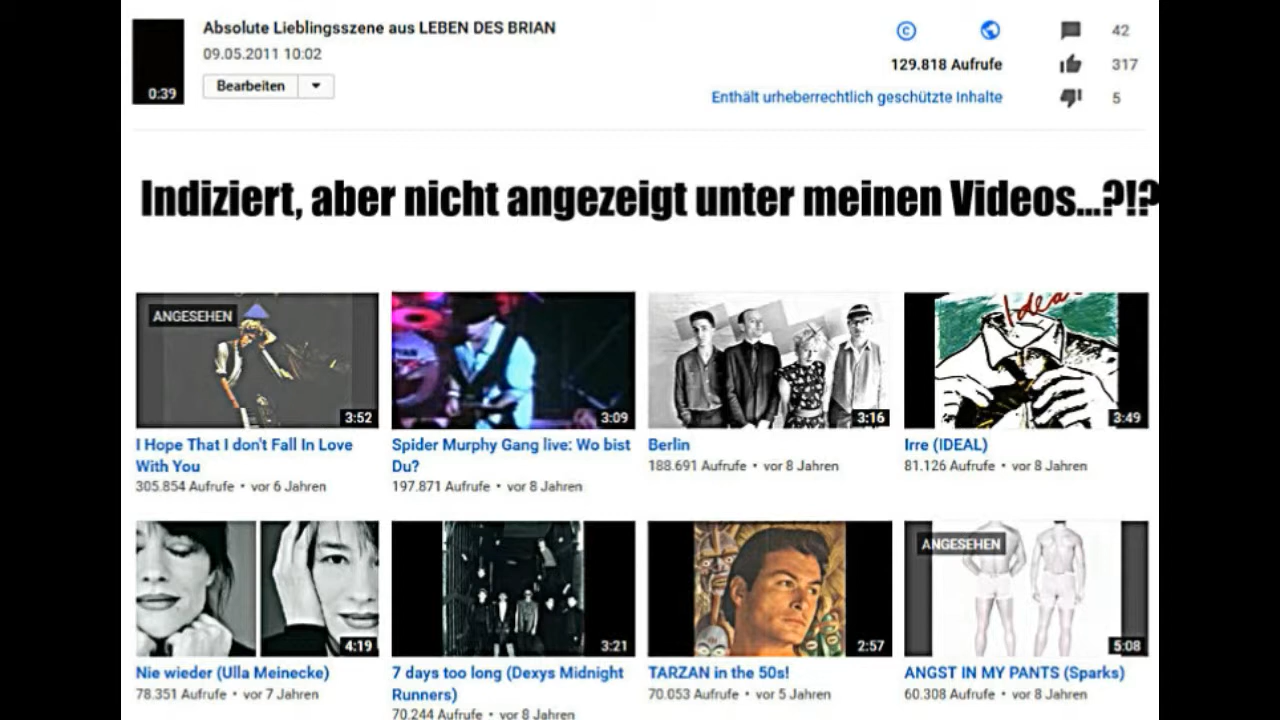 Absolute Lieblingsszene aus LEBEN DES BRIAN
09.05.2011 10:02
0:39
Bearbeiten
42
129.818 Aufrufe
317
Enthält urheberrechtlich geschützte Inhalte
5
Indiziert, aber nicht angezeigt unter meinen Videos...?!?
ANGESEHEN
3:52
3:09
3:16
Idea
3:49
I Hope That I don't Fall In Love
With You
305.854 Aufrufe • vor 6 Jahren
Spider Murphy Gang live: Wo bist
Du?
197.871 Aufrufe • vor 8 Jahren
Berlin
188.691 Aufrufe • vor 8 Jahren
Irre (IDEAL)
81.126 Aufrufe • vor 8 Jahren
4:19
3:21
2:57
ANGESEHEN
5:08
Nie wieder (Ulla Meinecke)
78.351 Aufrufe • vor 7 Jahren
7 days too long (Dexys Midnight
Runners)
70.244 Aufrufe • vor 8 Jahren
TARZAN in the 50s!
70.053 Aufrufe • vor 5 Jahren
ANGST IN MY PANTS (Sparks)
60.308 Aufrufe • vor 8 Jahren